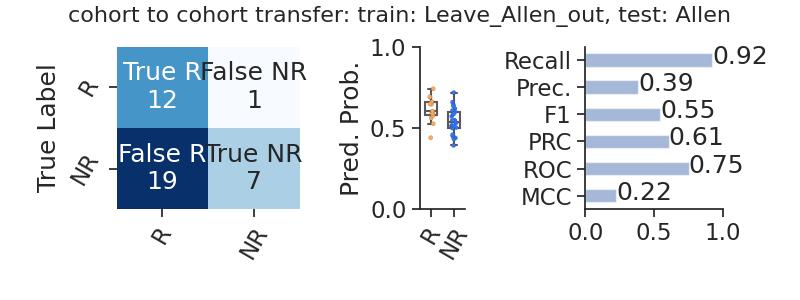 cohort to cohort transfer: train: Leave_Allen_out, test: Allen
True Label
R
NR
True R
12
False NR
1
False R
19
True NR
7
R
NR
Pred. Prob.
1.0
0.5
0.0
R
NR
Recall
0.92
Prec.
0.39
F1
0.55
PRC
0.61
ROC
0.75
MCC
0.22
0.0
0.5
1.0